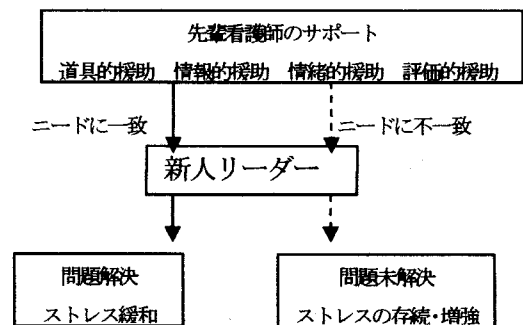 先輩看護師のサポート
道具的援助 情報的援助 情緒的援助 評価的援助
ニードに一致 ニードに不一致
新人リーダー
問題解決 問題未解決
ストレス緩和 ストレスの存続・増強